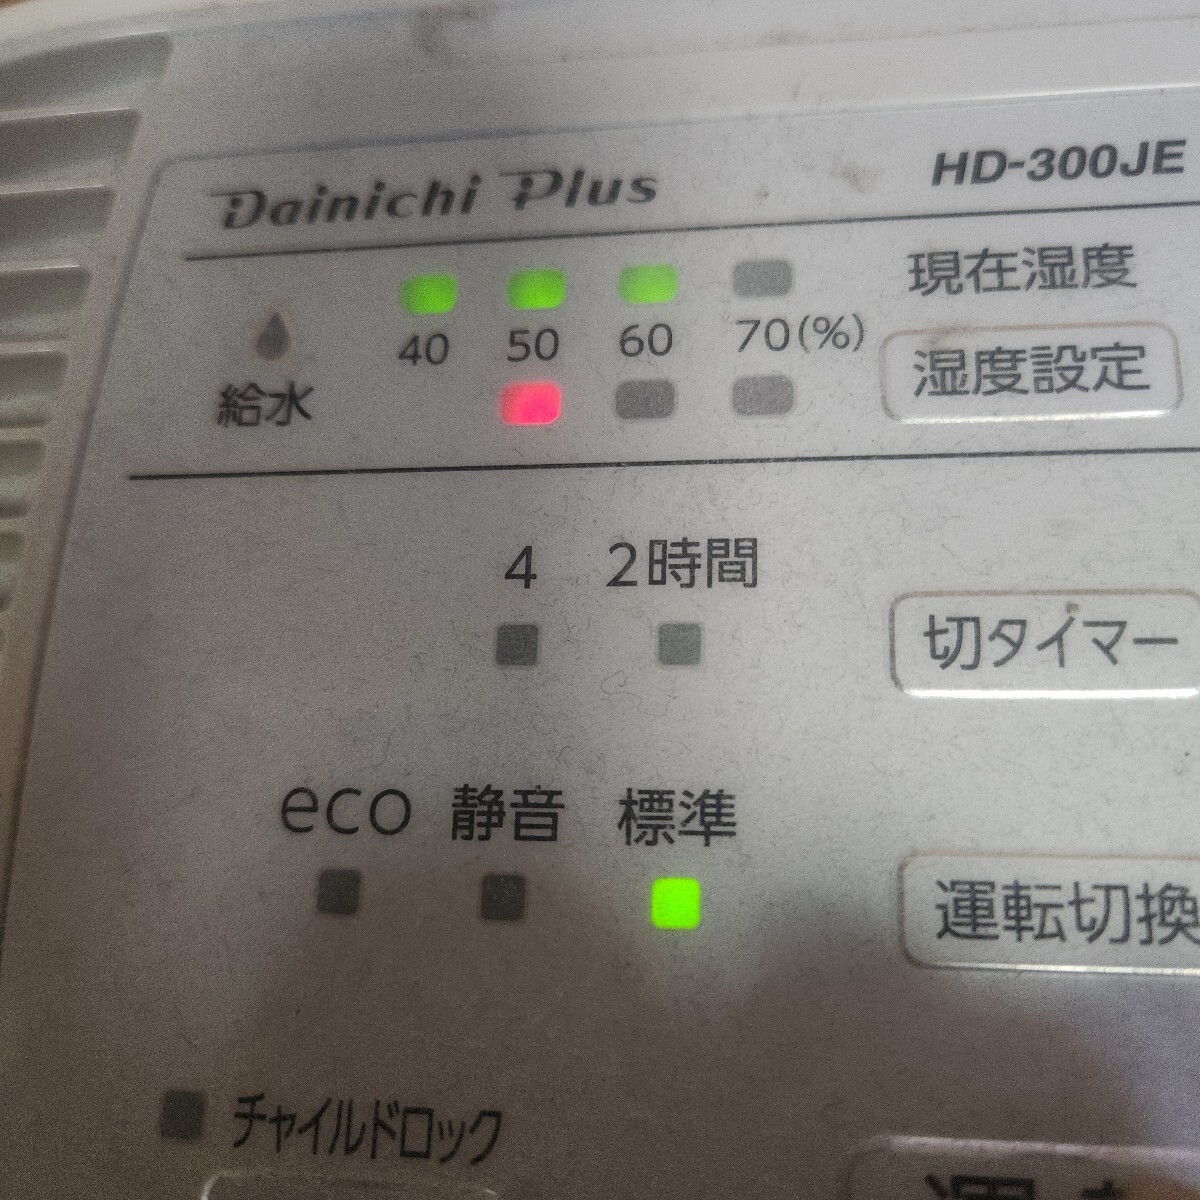 Dainichi Plus HD-300JE
現在湿度
40 50 60 70(%)
給水 湿度設定
4 2時間
切タイマー
eco 静音 標準
運転切換
チャイルドロック